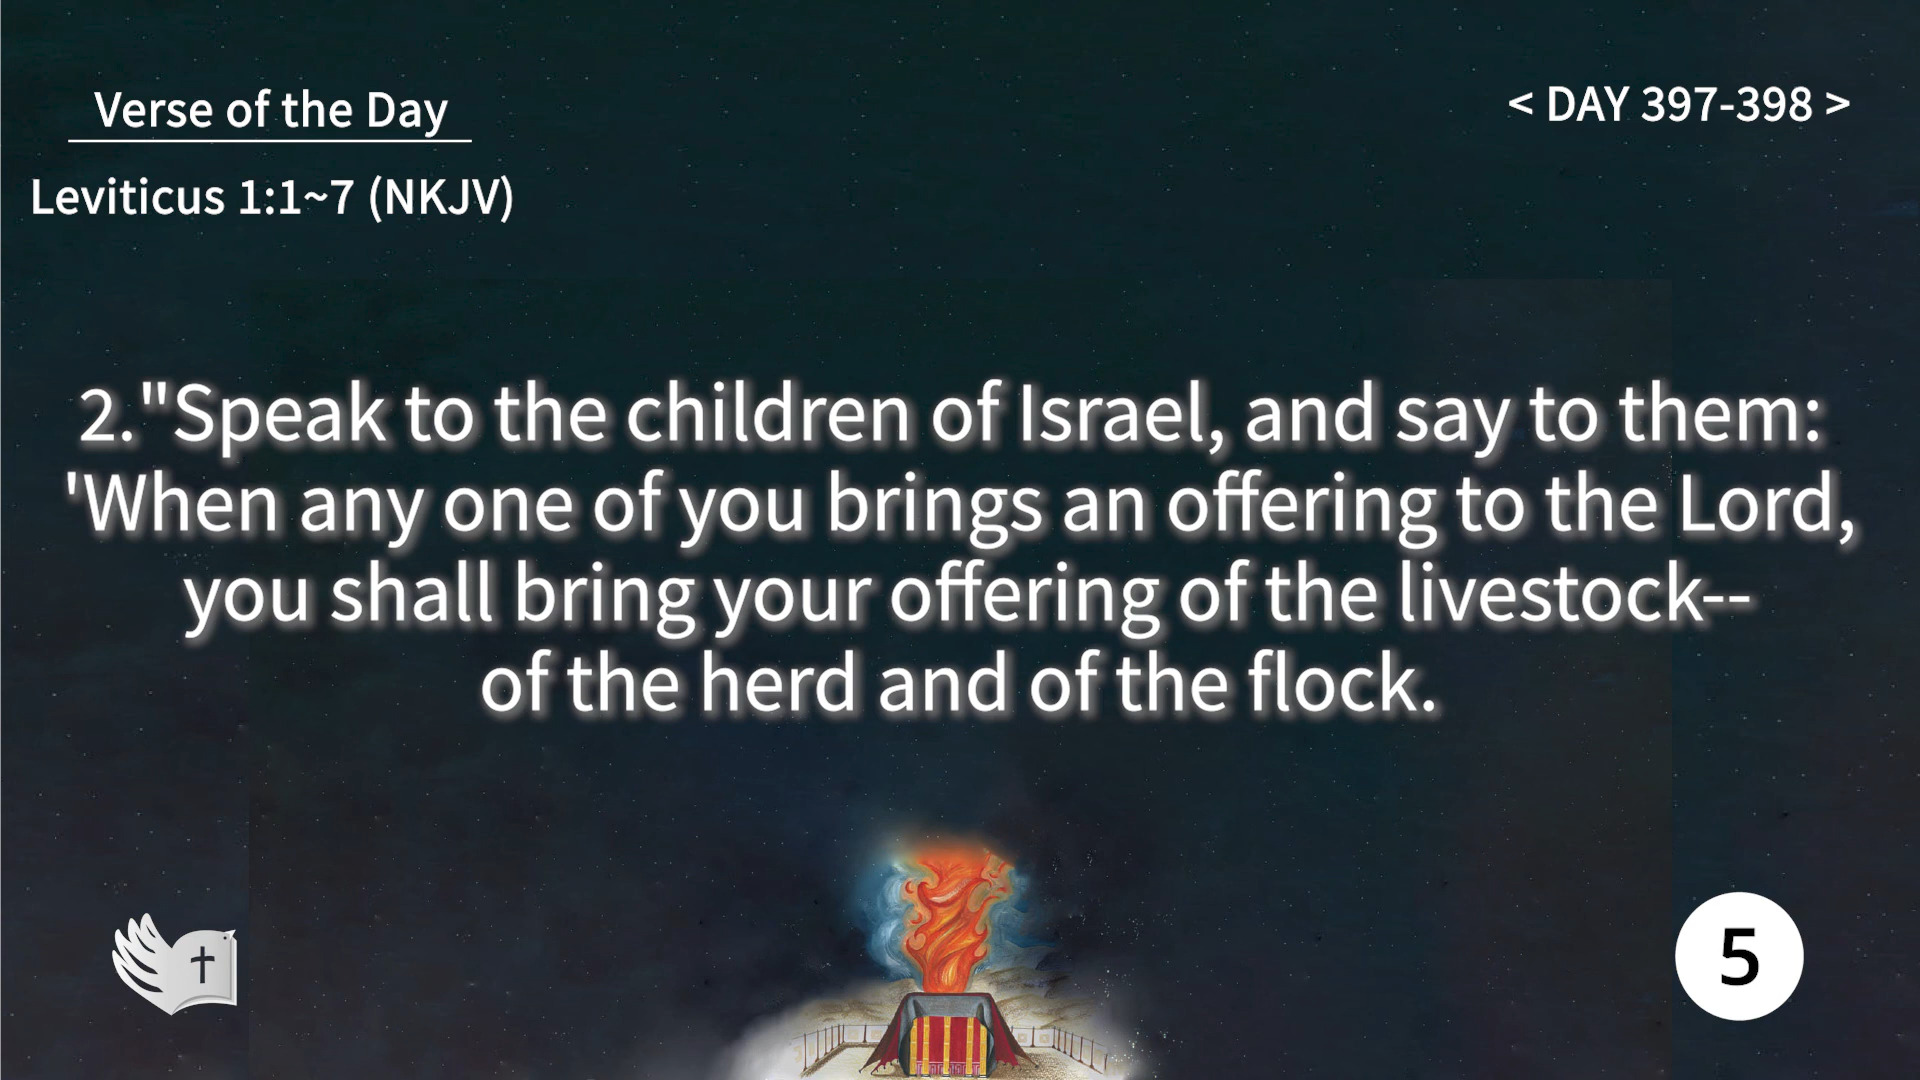 Verse of the Day
< DAY 397-398 >
Leviticus 1:1~7 (NKJV)
2."Speak to the children of Israel, and say to them:
'When any one of you brings an offering to the Lord,
you shall bring your offering of the livestock--
of the herd and of the flock.
5